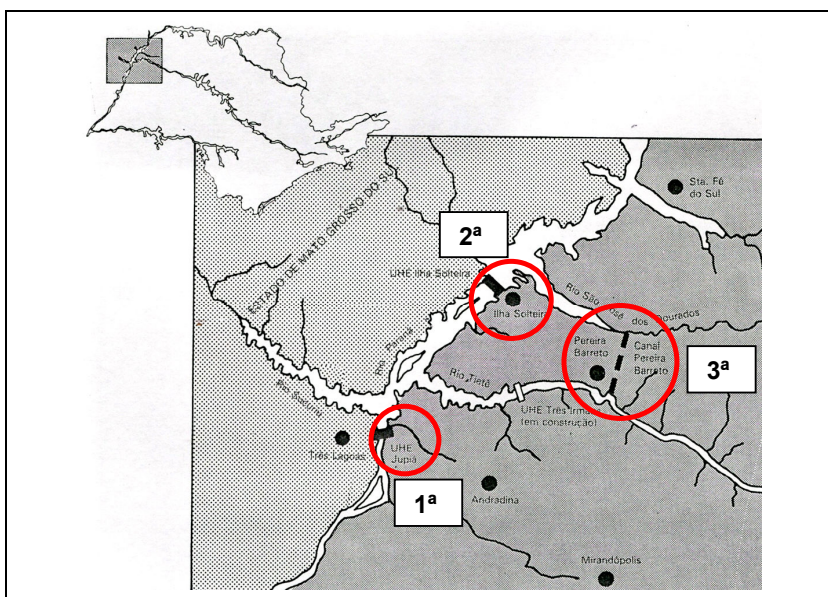 Sta. Fé
do Sul
ESTADO DE MATO GROSSO DO SUL
2ª
UHE Ilha Solteira
Ilha Solteira
Rio São José dos Dourados
Pereira
Barreto
Canal
Pereira
Barreto
3ª
Rio Paraná
Rio Tietê
Rio Sucuriú
UHE Três Irmãos
(em construção)
Três Lagoas
UHE
Jupiá
1ª
Andradina
Mirandópolis